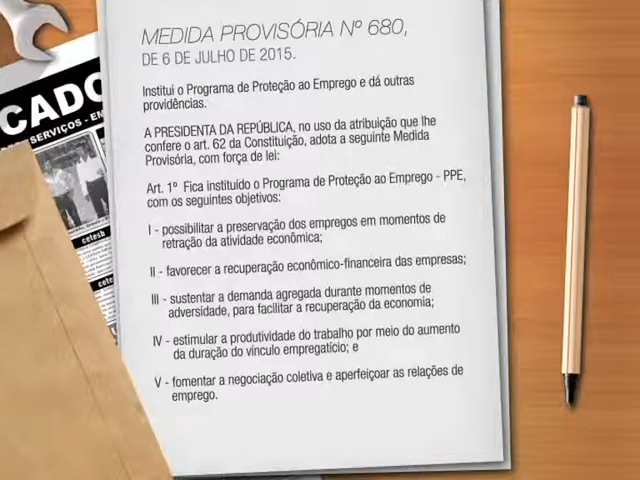 MEDIDA PROVISÓRIA Nº 680,
DE 6 DE JULHO DE 2015.
Institui o Programa de Proteção ao Emprego e dá outras
providências.
A PRESIDENTA DA REPÚBLICA, no uso da atribuição que lhe
confere o art. 62 da Constituição, adota a seguinte Medida
Provisória, com força de lei:
Art. 1º Fica instituído o Programa de Proteção ao Emprego - PPE,
com os seguintes objetivos:
I - possibilitar a preservação dos empregos em momentos de
retração da atividade econômica;
II - favorecer a recuperação econômico-financeira das empresas;
III - sustentar a demanda agregada durante momentos de
adversidade, para facilitar a recuperação da economia;
IV - estimular a produtividade do trabalho por meio do aumento
da duração do vínculo empregatício; e
V - fomentar a negociação coletiva e aperfeiçoar as relações de
emprego.
CADO
SERVIÇOS - EM
cetesb
cete